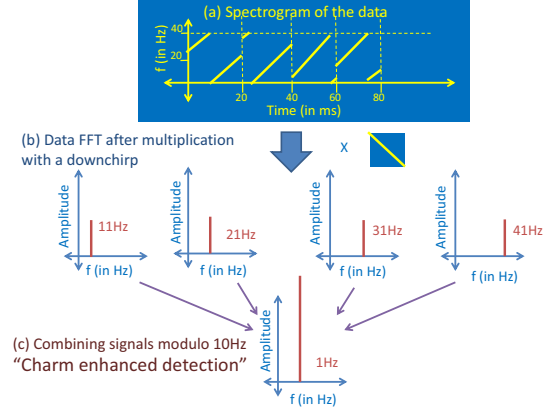 (a) Spectrogram of the data
f (in Hz)
40
20
20 40 60 80
Time (in ms)
(b) Data FFT after multiplication
with a downchirp
X
Amplitude
11Hz
f (in Hz)
Amplitude
21Hz
f (in Hz)
Amplitude
31Hz
f (in Hz)
Amplitude
41Hz
f (in Hz)
(c) Combining signals modulo 10Hz
“Charm enhanced detection”
Amplitude
1Hz
f (in Hz)